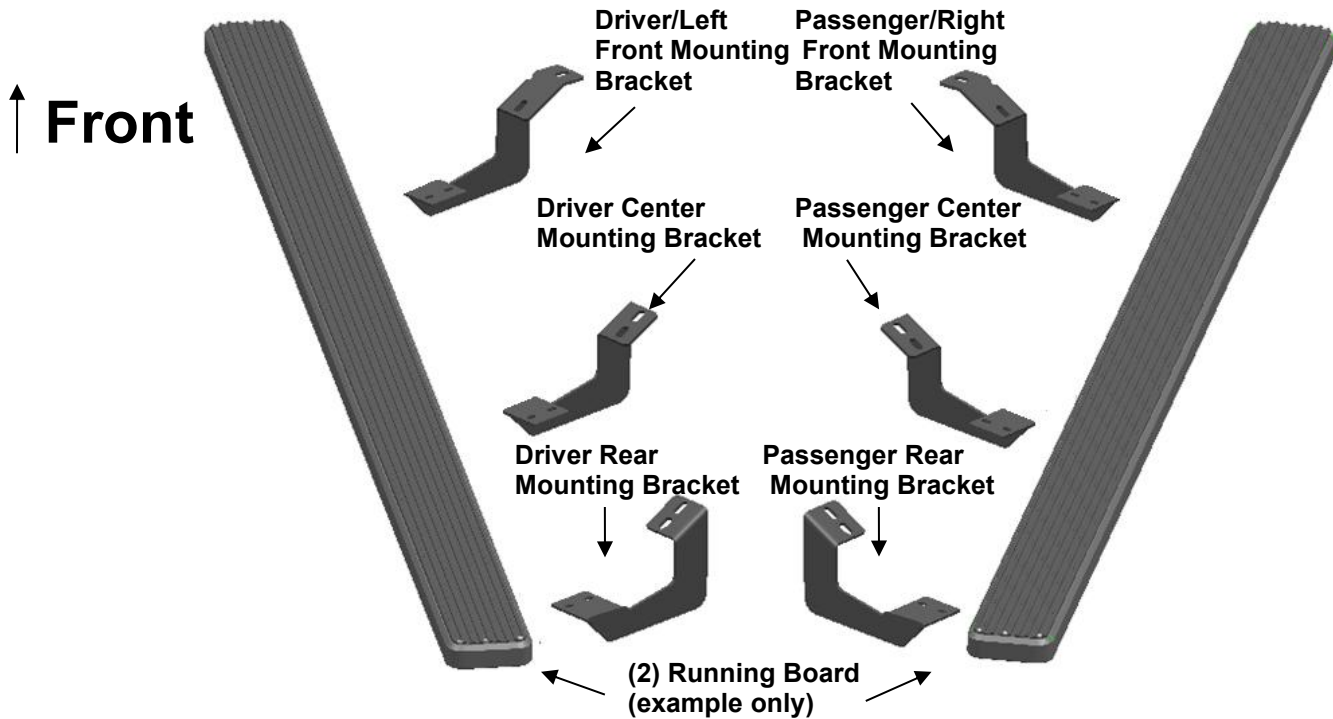 Driver/Left
Front Mounting
Bracket
Passenger/Right
Front Mounting
Bracket
Front
Driver Center
Mounting Bracket
Passenger Center
Mounting Bracket
Driver Rear
Mounting Bracket
Passenger Rear
Mounting Bracket
(2) Running Board
(example only)